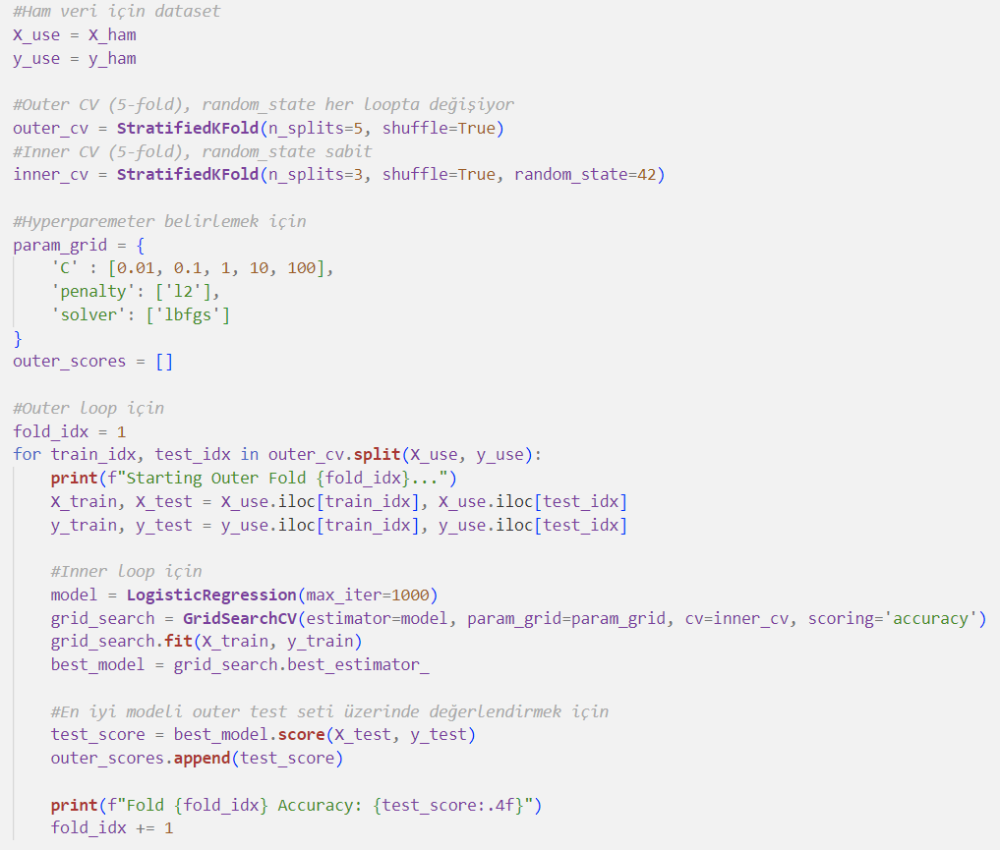 #Ham veri için dataset
X_use = X_ham
y_use = y_ham

#Outer CV (5-fold), random_state her loopta değişiyor
outer_cv = StratifiedKFold(n_splits=5, shuffle=True)
#Inner CV (5-fold), random_state sabit
inner_cv = StratifiedKFold(n_splits=3, shuffle=True, random_state=42)

#Hyperparemeter belirlemek için
param_grid = {
    'C' : [0.01, 0.1, 1, 10, 100],
    'penalty': ['l2'],
    'solver': ['lbfgs']
}
outer_scores = []

#Outer loop için
fold_idx = 1
for train_idx, test_idx in outer_cv.split(X_use, y_use):
    print(f"Starting Outer Fold {fold_idx}...")
    X_train, X_test = X_use.iloc[train_idx], X_use.iloc[test_idx]
    y_train, y_test = y_use.iloc[train_idx], y_use.iloc[test_idx]

    #Inner loop için
    model = LogisticRegression(max_iter=1000)
    grid_search = GridSearchCV(estimator=model, param_grid=param_grid, cv=inner_cv, scoring='accuracy')
    grid_search.fit(X_train, y_train)
    best_model = grid_search.best_estimator_

    #En iyi modeli outer test seti üzerinde değerlendirmek için
    test_score = best_model.score(X_test, y_test)
    outer_scores.append(test_score)

    print(f"Fold {fold_idx} Accuracy: {test_score:.4f}")
    fold_idx += 1